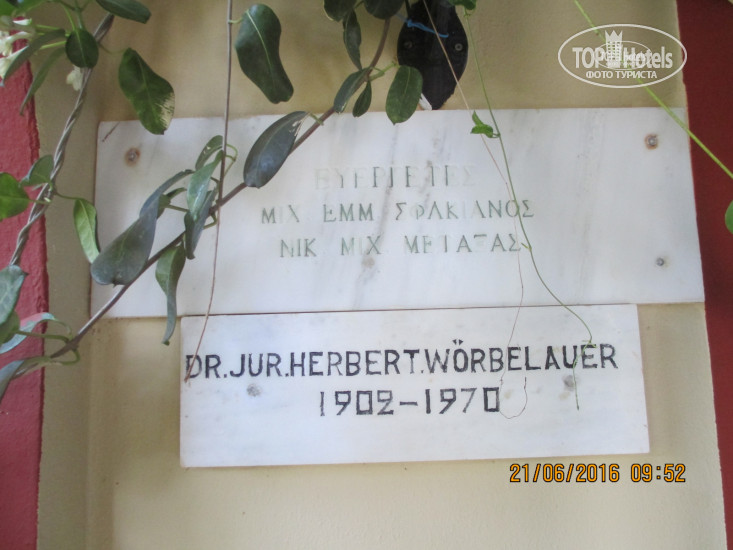 TOP Hotels
ФОТО ТУРИСТА
ΕΥΕΡΓΕΤΕΣ
ΜΙΧ ΕΜΜ ΣΦΑΚΙΑΝΟΣ
ΝΙΚ ΜΙΧ ΜΕΤΑΞΑΣ
DR.JUR.HERBERT.WÖRBELAUER
1902-1970
21/06/2016 09:52